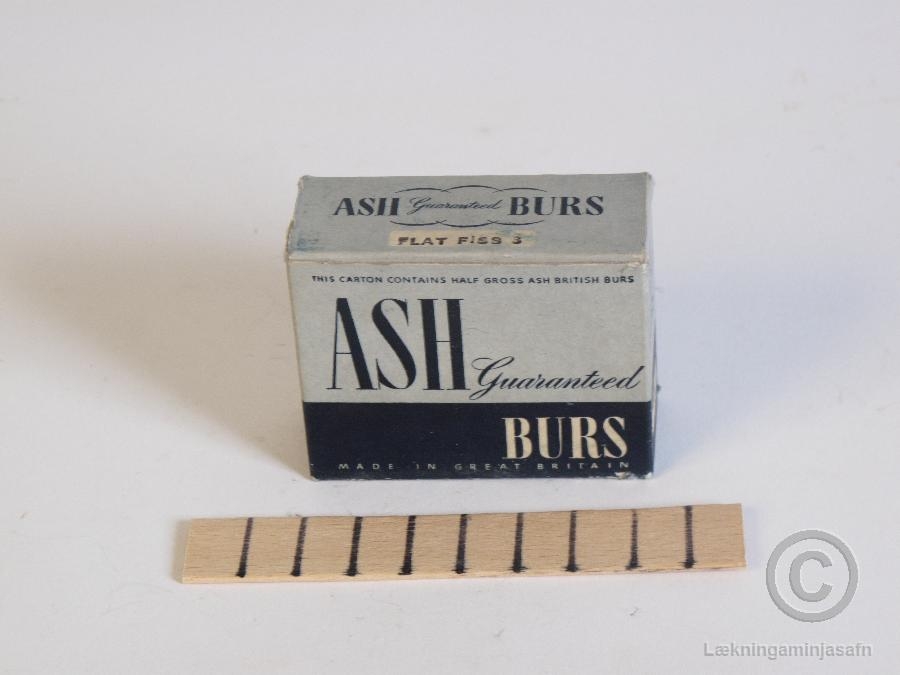 ASH Guaranteed BURS
FLAT FISS 3
THIS CARTON CONTAINS HALF GROSS ASH BRITISH BURS
ASH
Guaranteed
BURS
MADE IN GREAT BRITAIN
©
Lækningaminjasafn